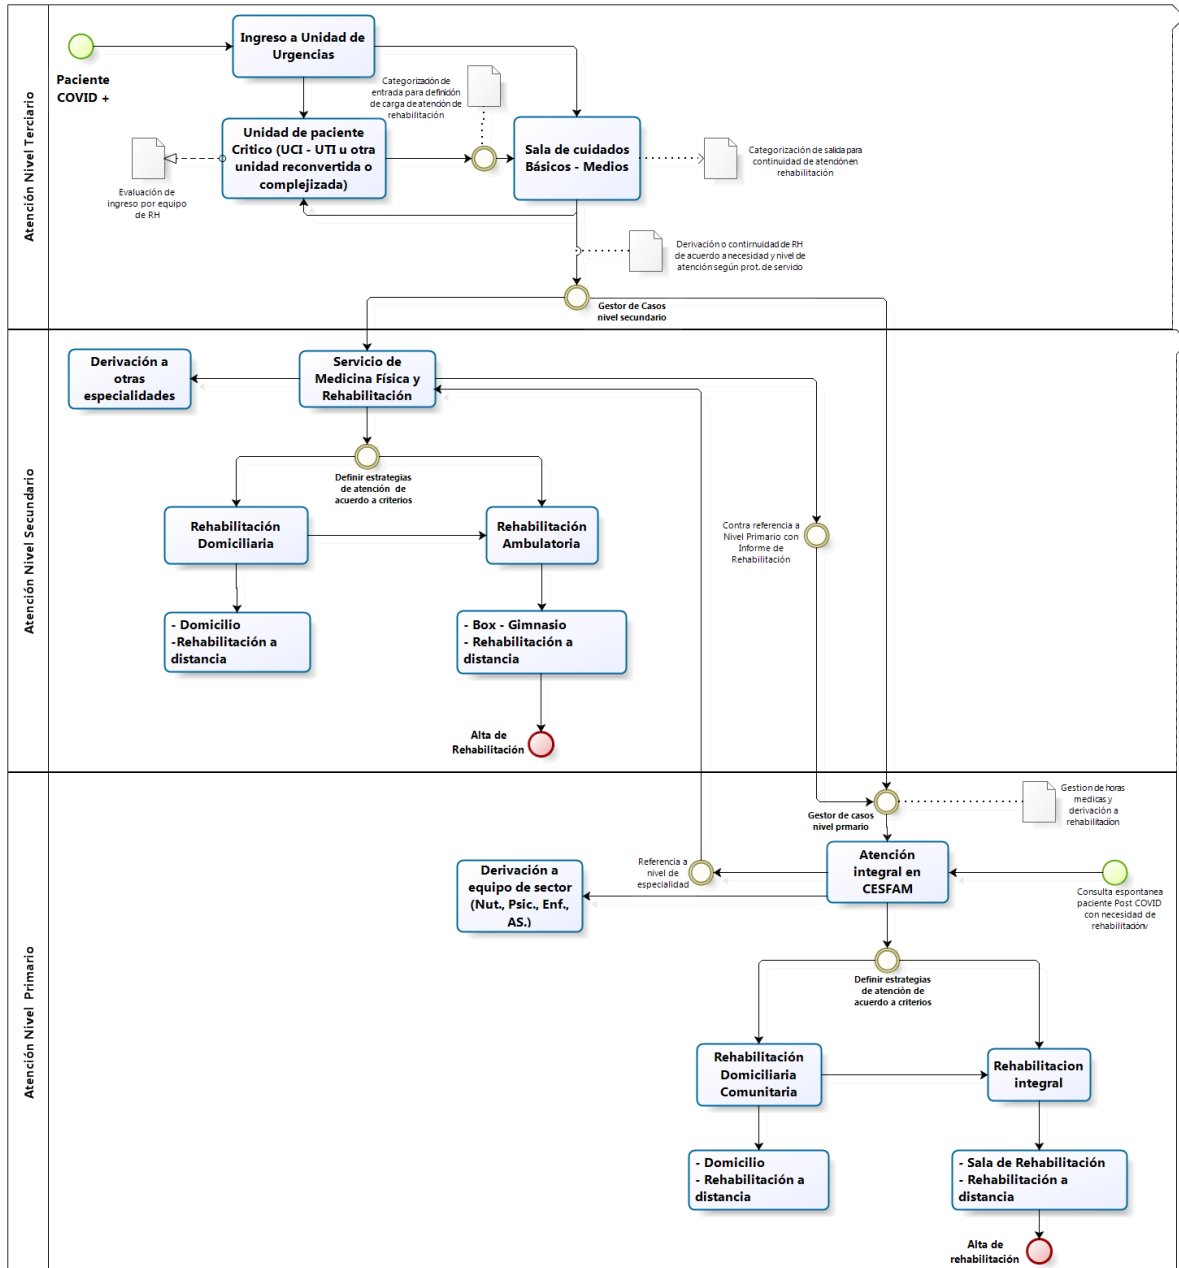 Atención Nivel Terciario
Paciente
COVID +
Ingreso a Unidad de
Urgencias
Categorización de
entrada para definición
de carga de atención de
rehabilitación
Unidad de paciente
Critico (UCI - UTI u otra
unidad reconvertida o
complejizada)
Sala de cuidados
Básicos - Medios
Categorización de salida para
continuidad de atención en
rehabilitación
Evaluación de
ingreso por equipo
de RH
Derivación o contirnuidad de RH
de acuerdo a necesidad y nivel de
atención según prot. de servicio
Gestor de Casos
nivel secundario
Atención Nivel Secundario
Derivación a
otras
especialidades
Servicio de
Medicina Física y
Rehabilitación
Definir estrategias
de atención de
acuerdo a criterios
Rehabilitación
Domiciliaria
Rehabilitación
Ambulatoria
Contra referencia a
Nivel Primario con
Informe de
Rehabilitación
- Domicilio
-Rehabilitación a
distancia
- Box - Gimnasio
- Rehabilitación a
distancia
Alta de
Rehabilitación
Atención Nivel Primario
Gestion de horas
medicas y
derivación a
rehabilitacion
Gestor de casos
nivel prmario
Atención
integral en
CESFAM
Referencia a
nivel de
especialidad
Derivación a
equipo de sector
(Nut., Psic., Enf.,
AS.)
Consulta espontanea
paciente Post COVID
con necesidad de
rehabilitación/
Definir estrategias
de atención de
acuerdo a criterios
Rehabilitación
Domiciliaria
Comunitaria
Rehabilitacion
integral
- Domicilio
- Rehabilitación a
distancia
- Sala de Rehabilitación
- Rehabilitación a
distancia
Alta de
rehabilitación